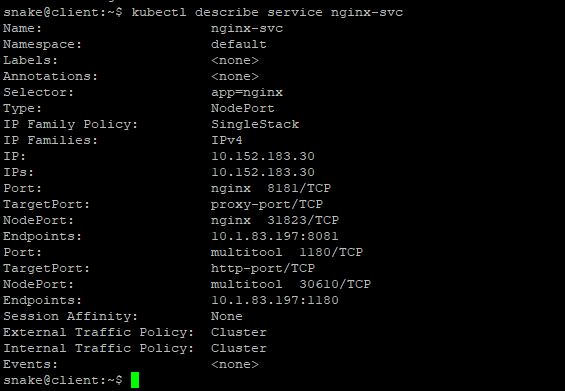 snake@client:~$ kubectl describe service nginx-svc
Name:                     nginx-svc
Namespace:                default
Labels:                   <none>
Annotations:              <none>
Selector:                 app=nginx
Type:                     NodePort
IP Family Policy:         SingleStack
IP Families:              IPv4
IP:                       10.152.183.30
IPs:                      10.152.183.30
Port:                     nginx  8181/TCP
TargetPort:               proxy-port/TCP
NodePort:                 nginx  31823/TCP
Endpoints:                10.1.83.197:8081
Port:                     multitool  1180/TCP
TargetPort:               http-port/TCP
NodePort:                 multitool  30610/TCP
Endpoints:                10.1.83.197:1180
Session Affinity:         None
External Traffic Policy:  Cluster
Internal Traffic Policy:  Cluster
Events:                   <none>
snake@client:~$